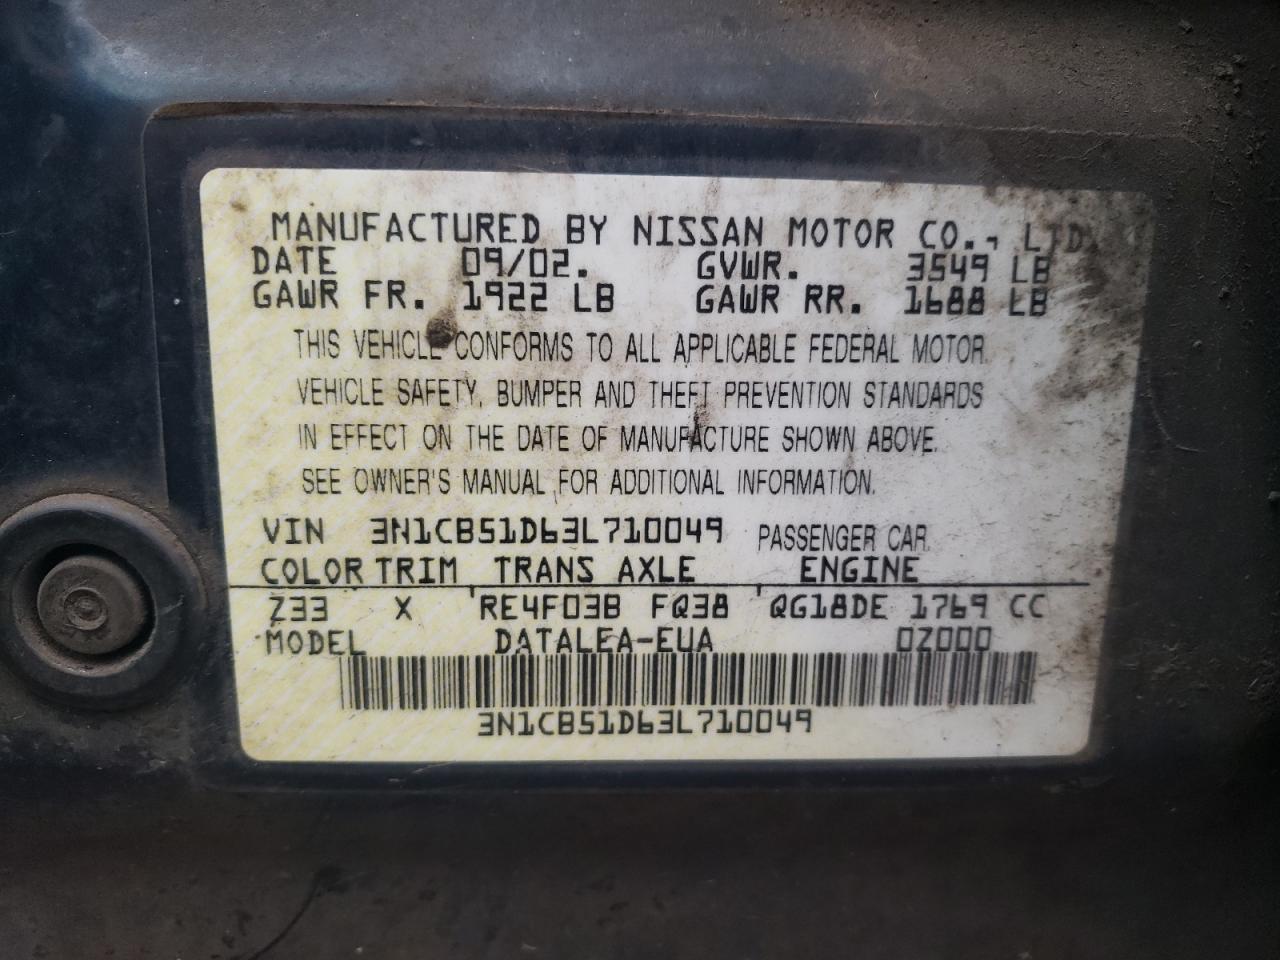 MANUFACTURED BY NISSAN MOTOR CO., LTD.
DATE 09/02. GVWR. 3549 LB
GAWR FR. 1922 LB GAWR RR. 1688 LB
THIS VEHICLE CONFORMS TO ALL APPLICABLE FEDERAL MOTOR
VEHICLE SAFETY, BUMPER AND THEFT PREVENTION STANDARDS
IN EFFECT ON THE DATE OF MANUFACTURE SHOWN ABOVE.
SEE OWNER'S MANUAL FOR ADDITIONAL INFORMATION.
VIN 3N1CB51D63L710049 PASSENGER CAR
COLOR TRIM TRANS AXLE ENGINE
Z33 X 'RE4F03B FQ38 'QG18DE 1769 CC
MODEL DATALEA-EUA 0Z000
3N1CB51D63L710049